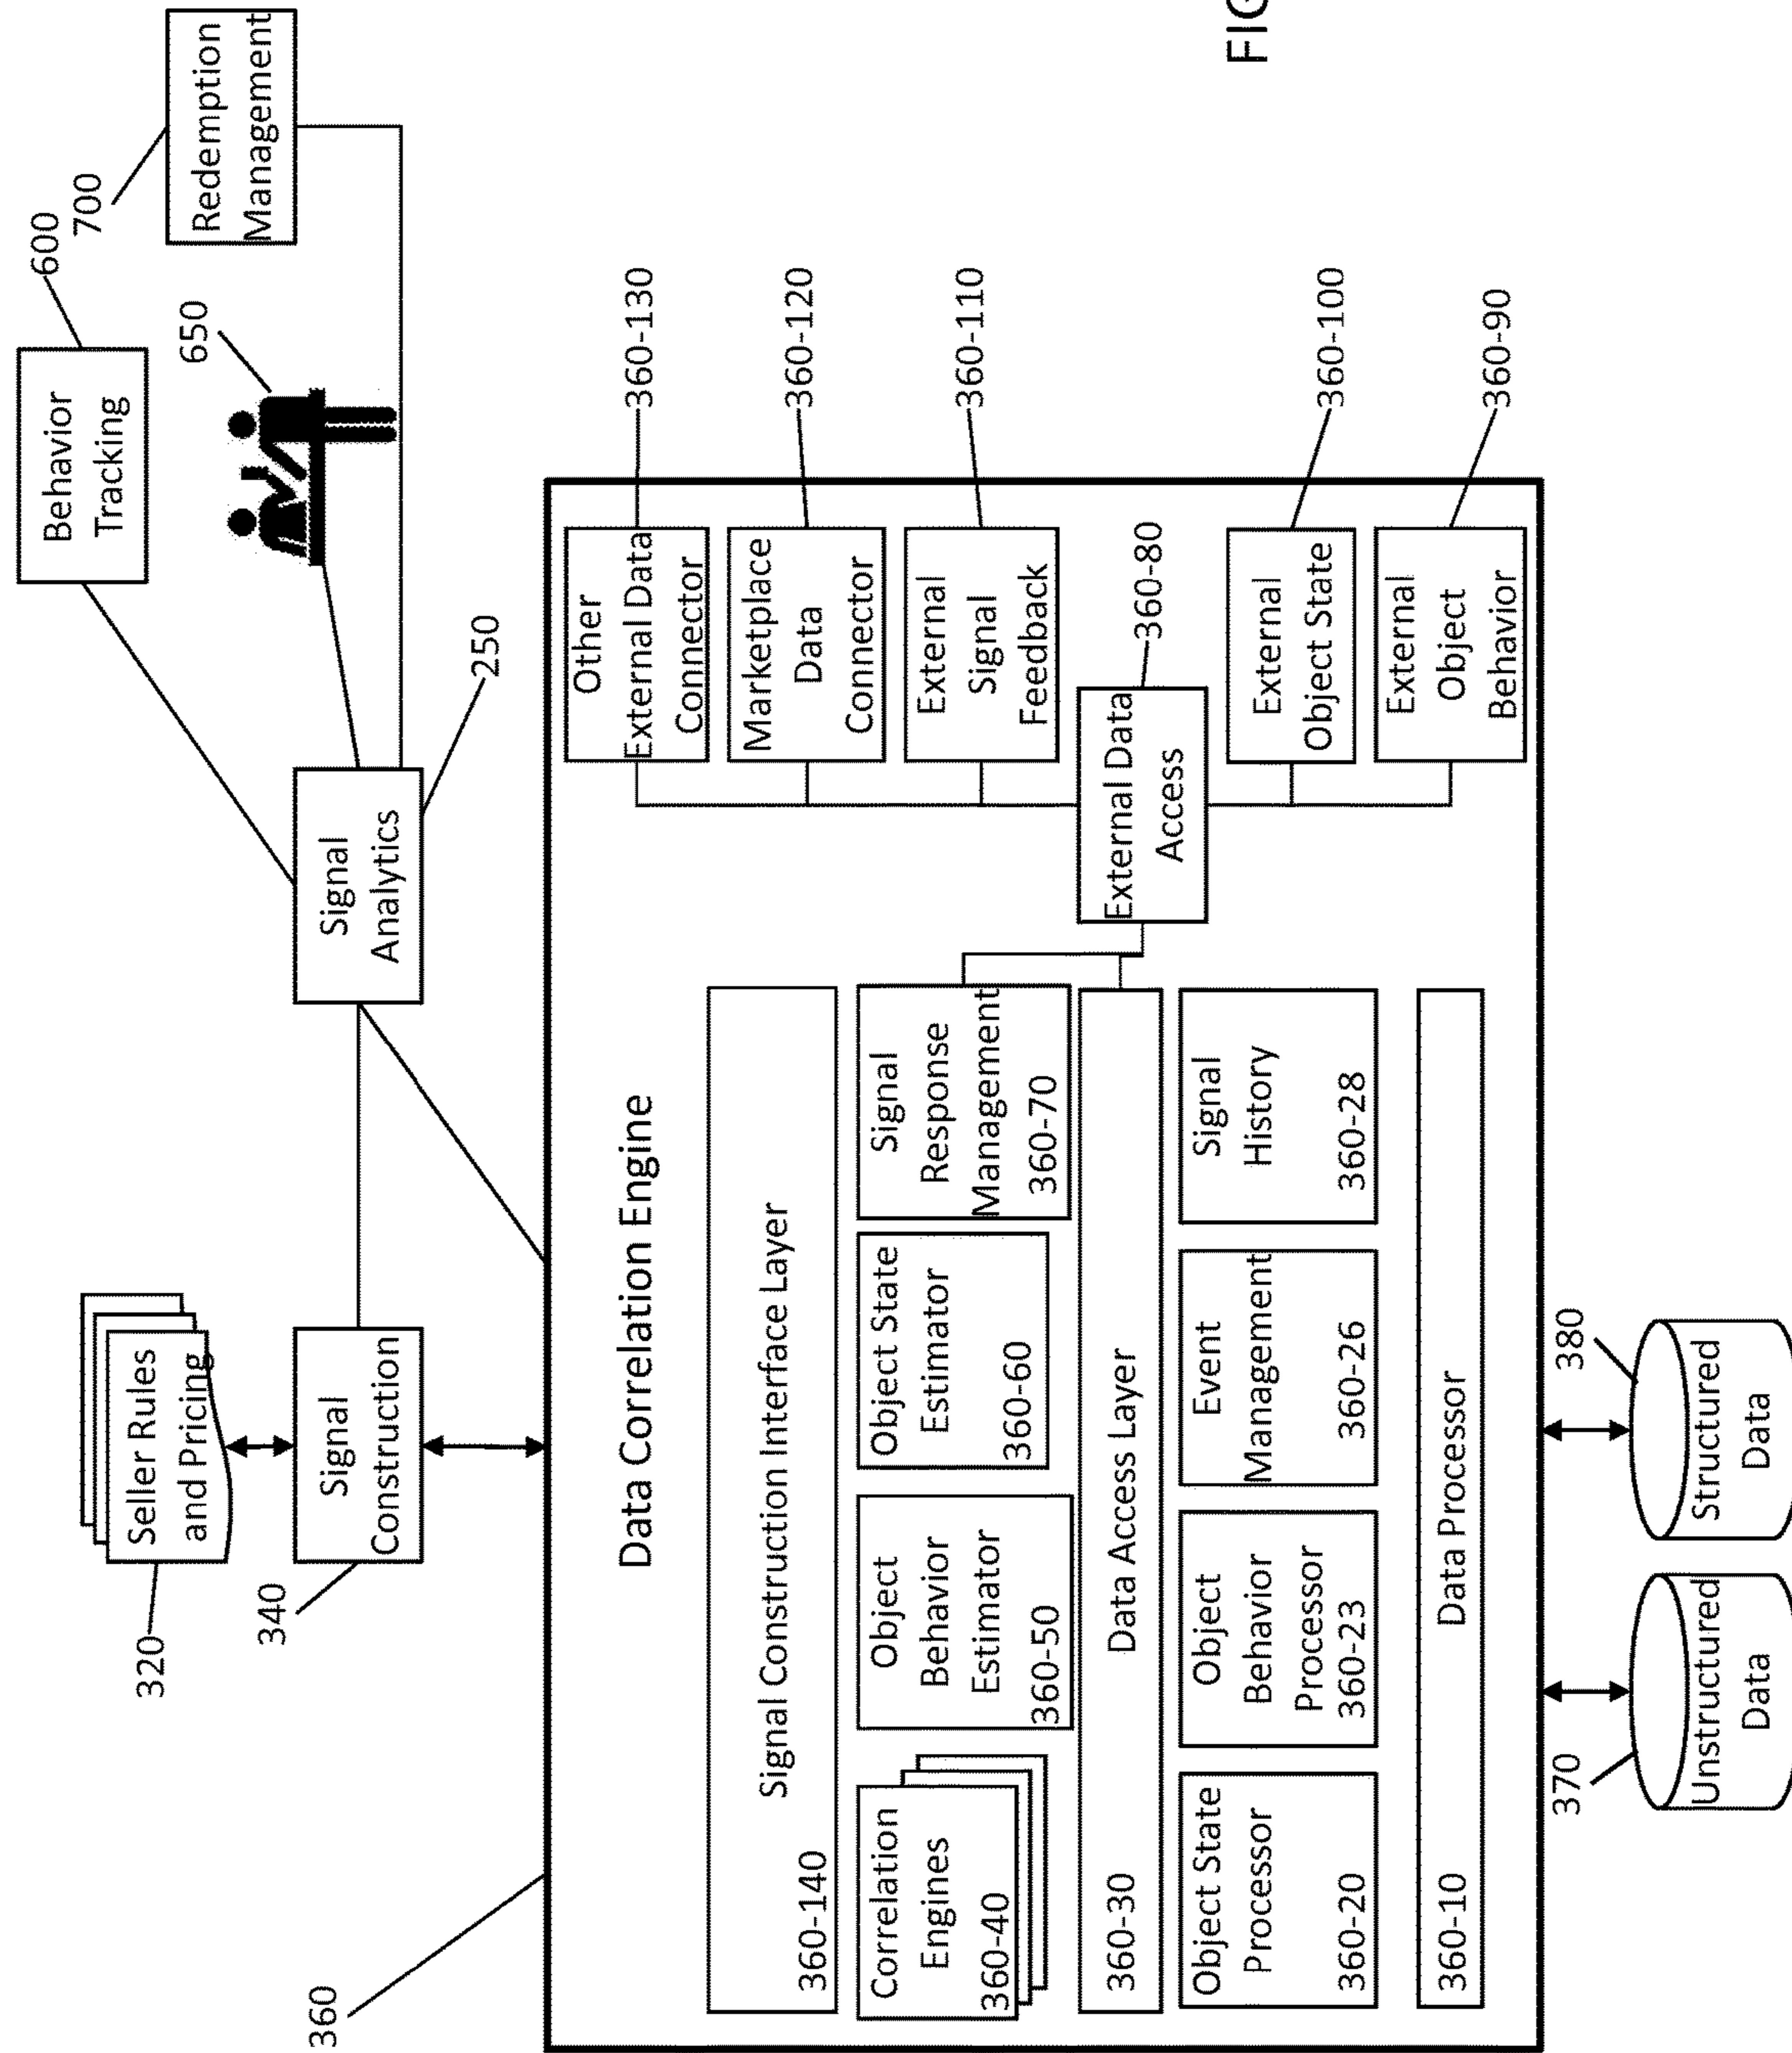 600
Behavior
Tracking
700
Redemption
Management
650
320
Seller Rules
and Pricing
340
Signal
Construction
Signal
Analytics
250
360
Data Correlation Engine
360-140
Signal Construction Interface Layer
Correlation
Engines
360-40
Object
Behavior
Estimator
360-50
Object State
Estimator
360-60
Signal
Response
Management
360-70
360-30
Data Access Layer
Object State
Processor
360-20
Object
Behavior
Processor
360-23
Event
Management
360-26
Signal
History
360-28
360-10
Data Processor
External Data
Access
360-80
Other
External Data
Connector
360-130
Marketplace
Data
Connector
360-120
External
Signal
Feedback
360-110
External
Object State
360-100
External
Object
Behavior
360-90
370
Unstructured
Data
380
Structured
Data